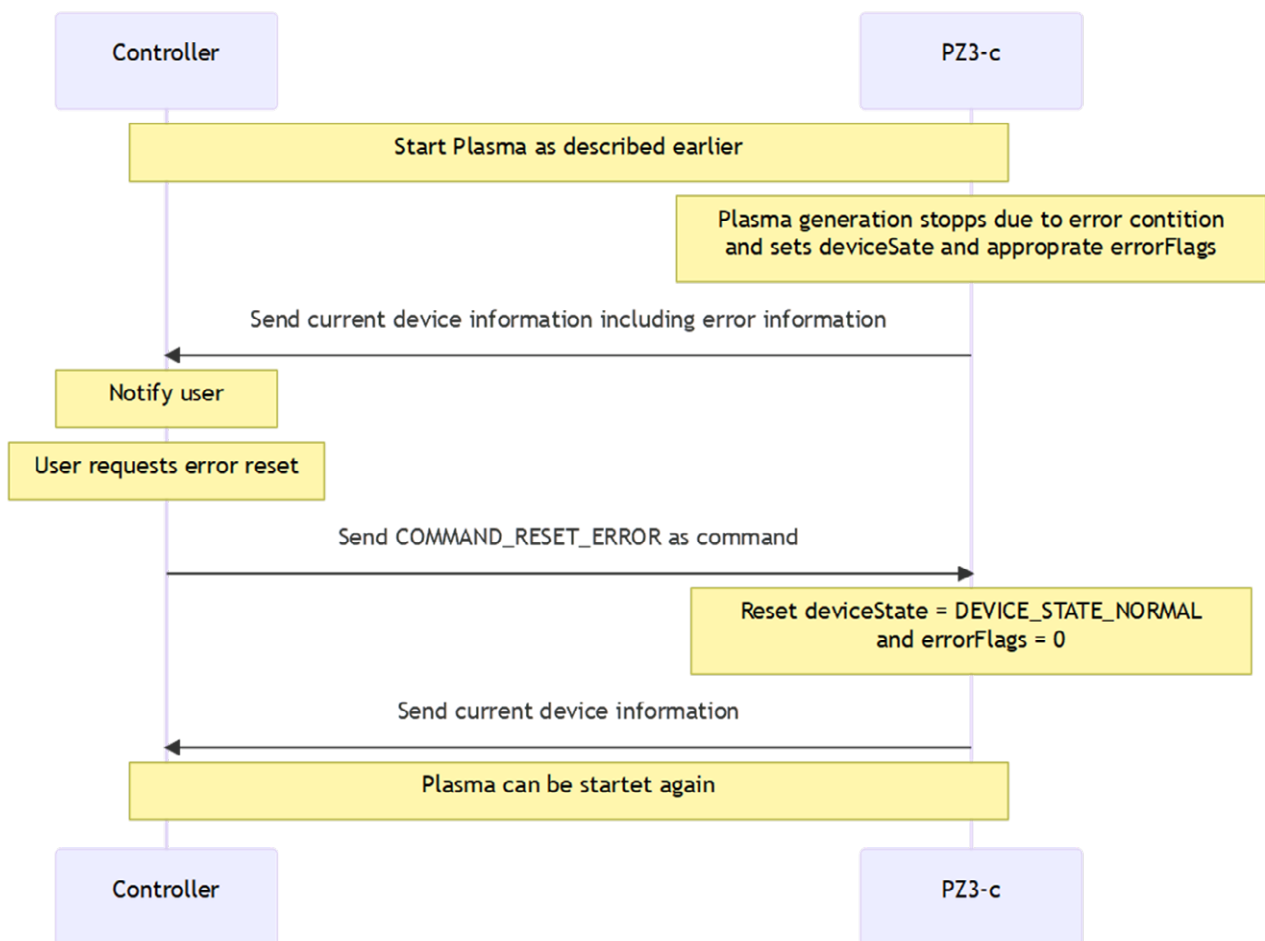 Controller
PZ3-c
Start Plasma as described earlier
Plasma generation stopps due to error contition
and sets deviceSate and approprate errorFlags
Send current device information including error information
Notify user
User requests error reset
Send COMMAND_RESET_ERROR as command
Reset deviceState = DEVICE_STATE_NORMAL
and errorFlags = 0
Send current device information
Plasma can be startet again
Controller
PZ3-c